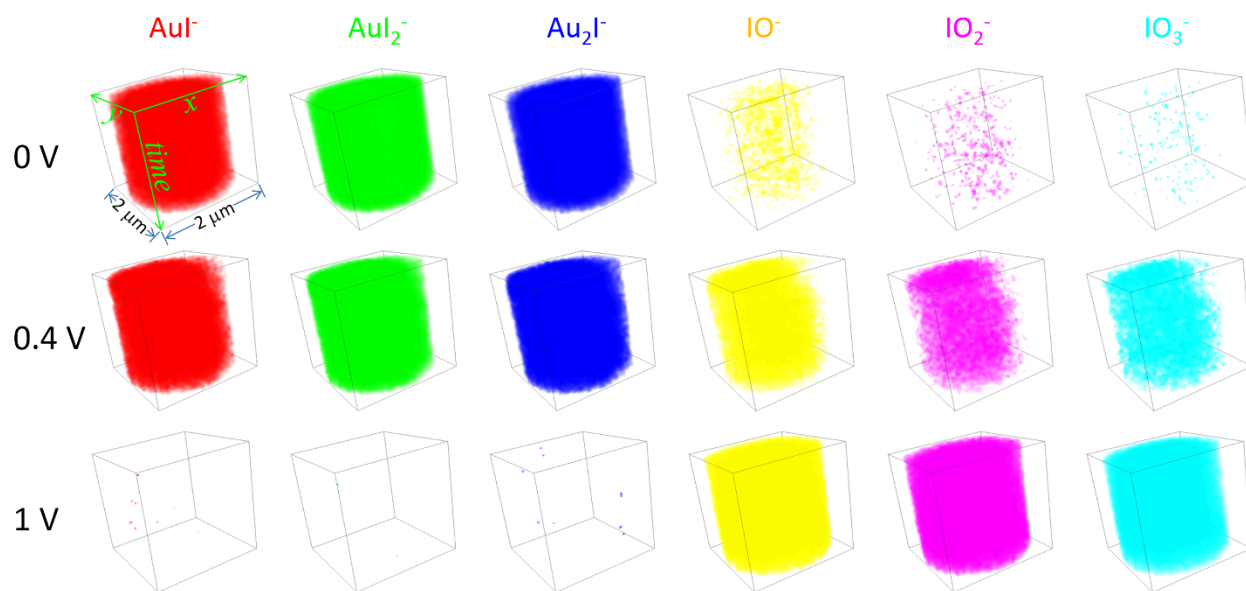 AuI⁻ AuI₂⁻ Au₂I⁻ IO⁻ IO₂⁻ IO₃⁻
0 V
y
x
time
2 μm
2 μm
0.4 V
1 V